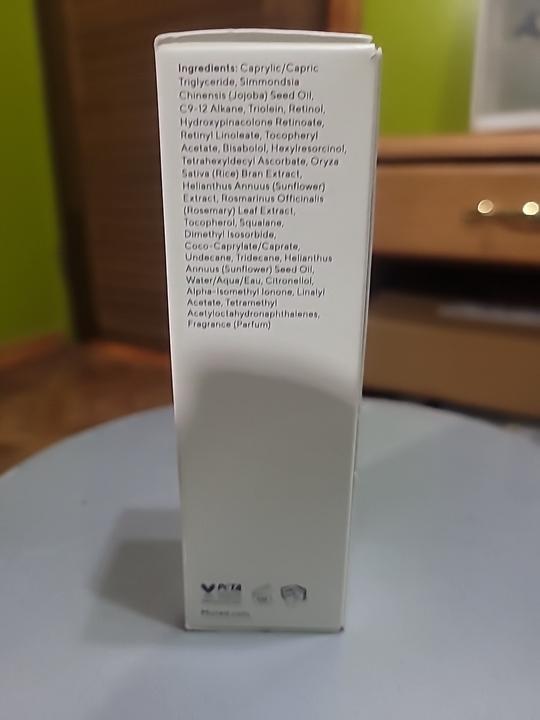 Ingredients: Caprylic/Capric
Triglyceride, Simmondsia
Chinensis (Jojoba) Seed Oil,
C9-12 Alkane, Triolein, Retinol,
Hydroxypinacolone Retinoate,
Retinyl Linoleate, Tocopheryl
Acetate, Bisabolol, Hexylresorcinol,
Tetrahexyldecyl Ascorbate, Oryza
Sativa (Rice) Bran Extract,
Helianthus Annuus (Sunflower)
Extract, Rosmarinus Officinalis
(Rosemary) Leaf Extract,
Tocopherol, Squalane,
Dimethyl Isosorbide,
Coco-Caprylate/Caprate,
Undecane, Tridecane, Helianthus
Annuus (Sunflower) Seed Oil,
Water/Aqua/Eau, Citronellol,
Alpha-Isomethyl Ionone, Linalyl
Acetate, Tetramethyl
Acetyloctahydronaphthalenes,
Fragrance (Parfum)
PETA